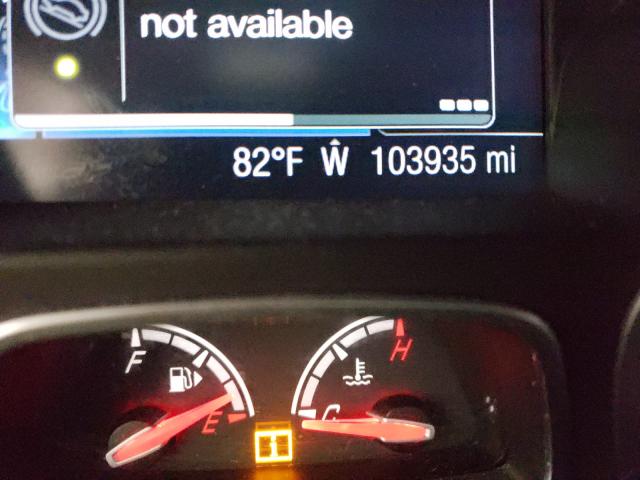 not available
82°F Ŵ 103935 mi
F H
E C